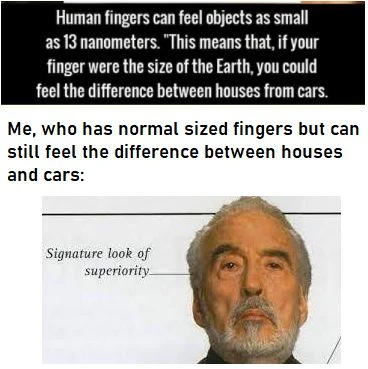 Human fingers can feel objects as small
as 13 nanometers. "This means that, if your
finger were the size of the Earth, you could
feel the difference between houses from cars.
Me, who has normal sized fingers but can
still feel the difference between houses
and cars:
Signature look of
superiority